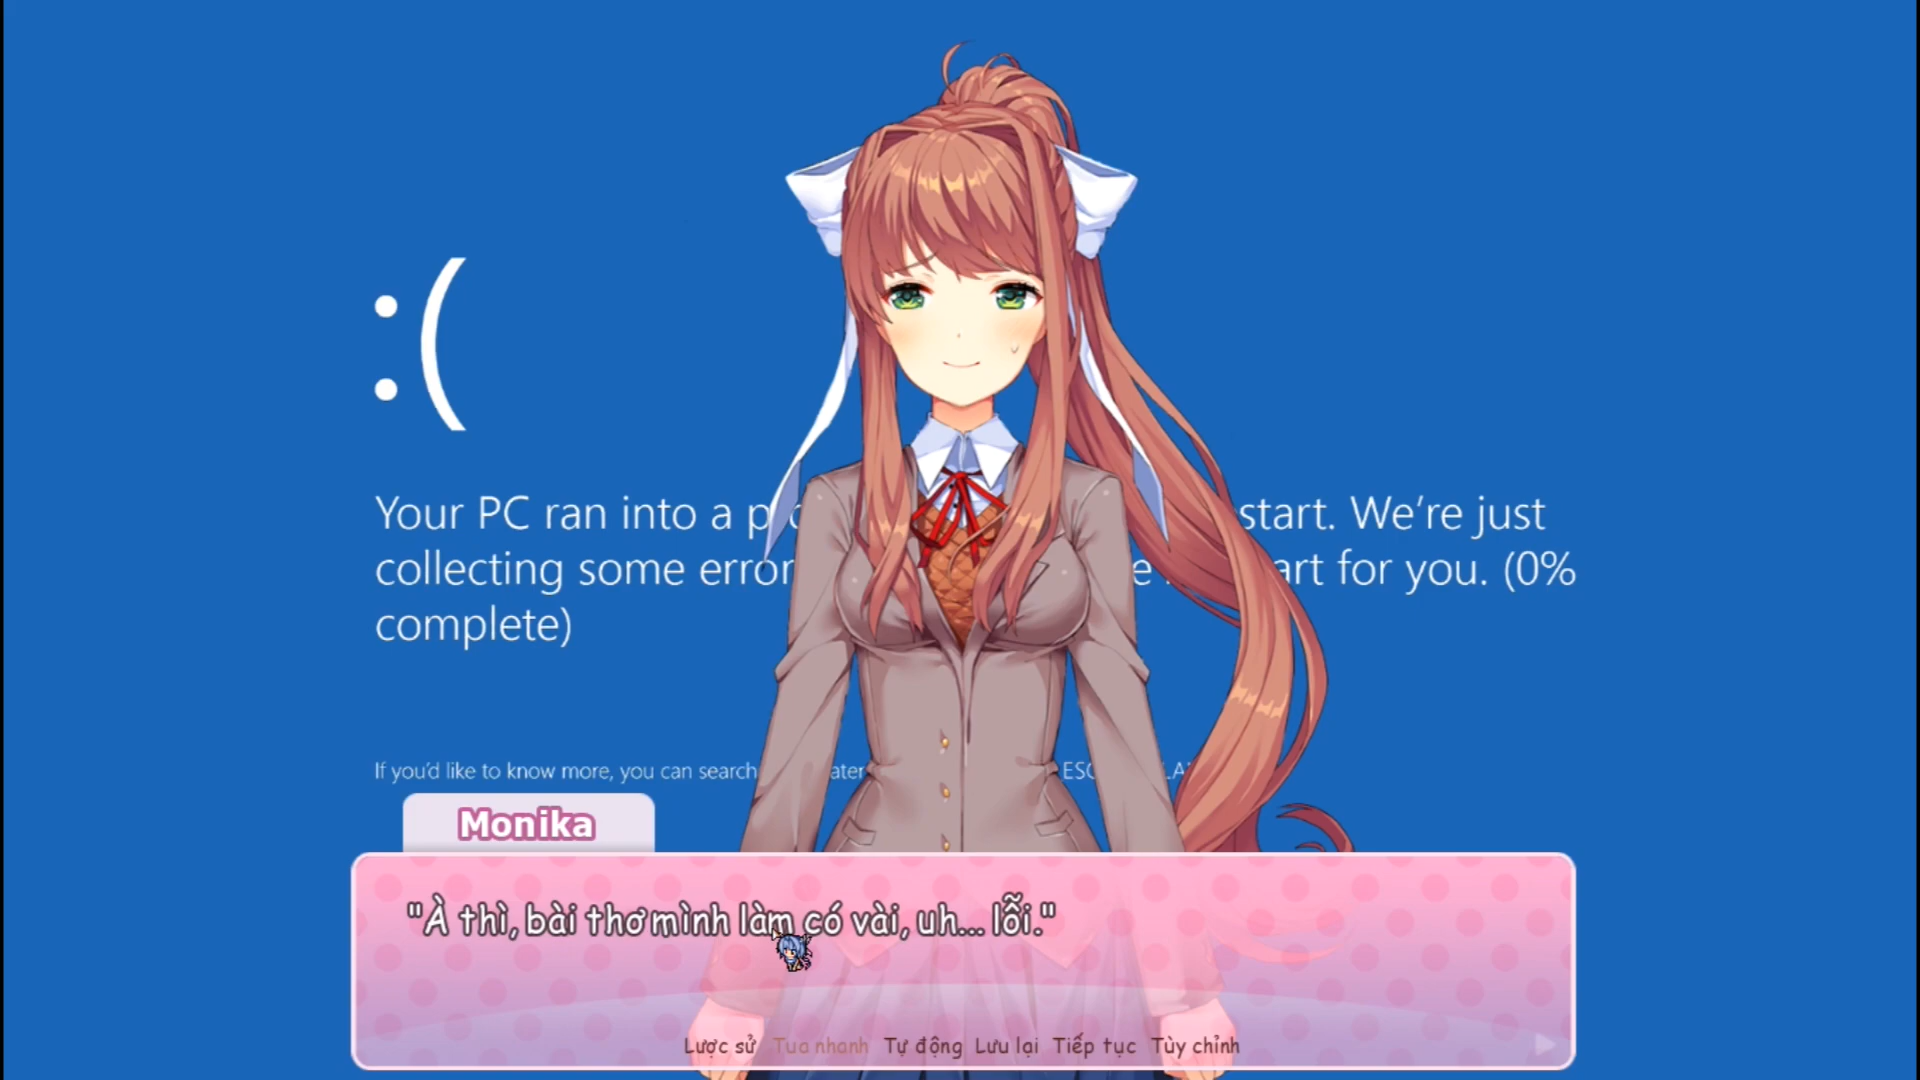 :(
Your PC ran into a start. We're just
collecting some error art for you. (0%
complete)
If you'd like to know more, you can search
Monika
"À thì, bài thơ mình làm có vài, uh... lỗi."
Lược sử Tua nhanh Tự động Lưu lại Tiếp tục Tùy chỉnh